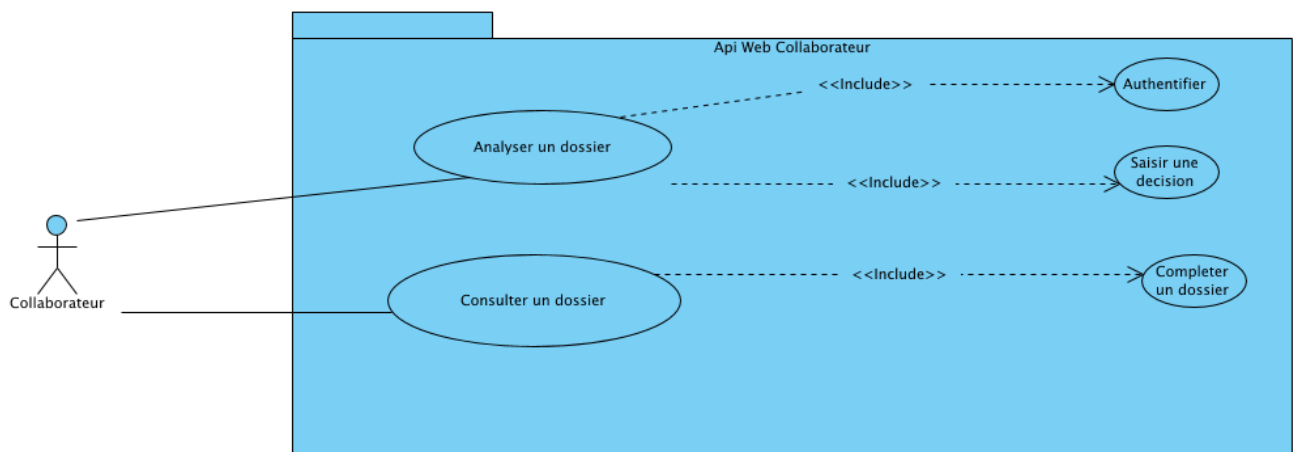 Api Web Collaborateur
<<Include>>
Authentifier
Analyser un dossier
<<Include>>
Saisir une
decision
Collaborateur
Consulter un dossier
<<Include>>
Completer
un dossier